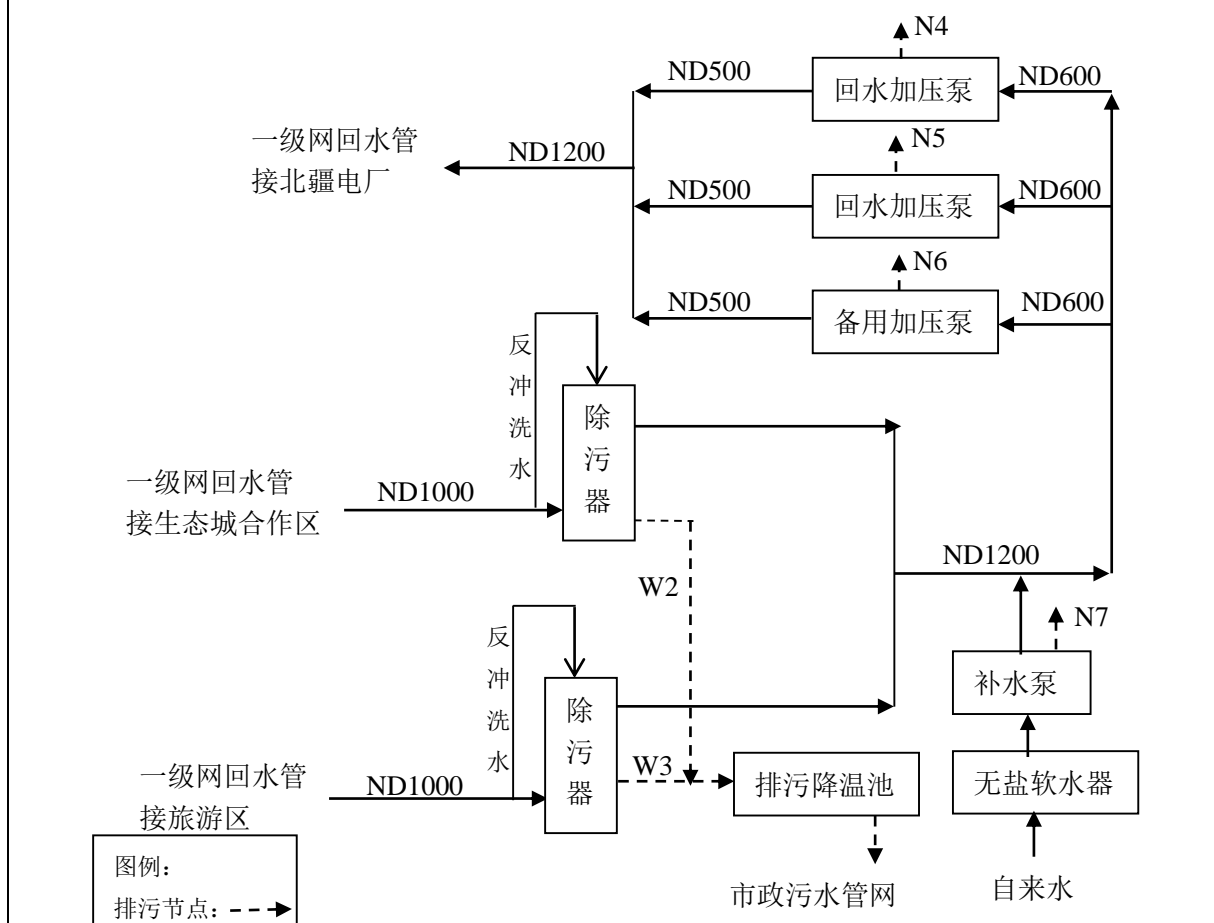 N4
ND500
回水加压泵
ND600
一级网回水管
接北疆电厂
ND1200
N5
ND500
回水加压泵
ND600
N6
ND500
备用加压泵
ND600
反冲洗水
除污器
一级网回水管
接生态城合作区
ND1000
ND1200
W2
N7
反冲洗水
除污器
补水泵
W3
一级网回水管
接旅游区
ND1000
排污降温池
无盐软水器
图例：
排污节点：
市政污水管网
自来水